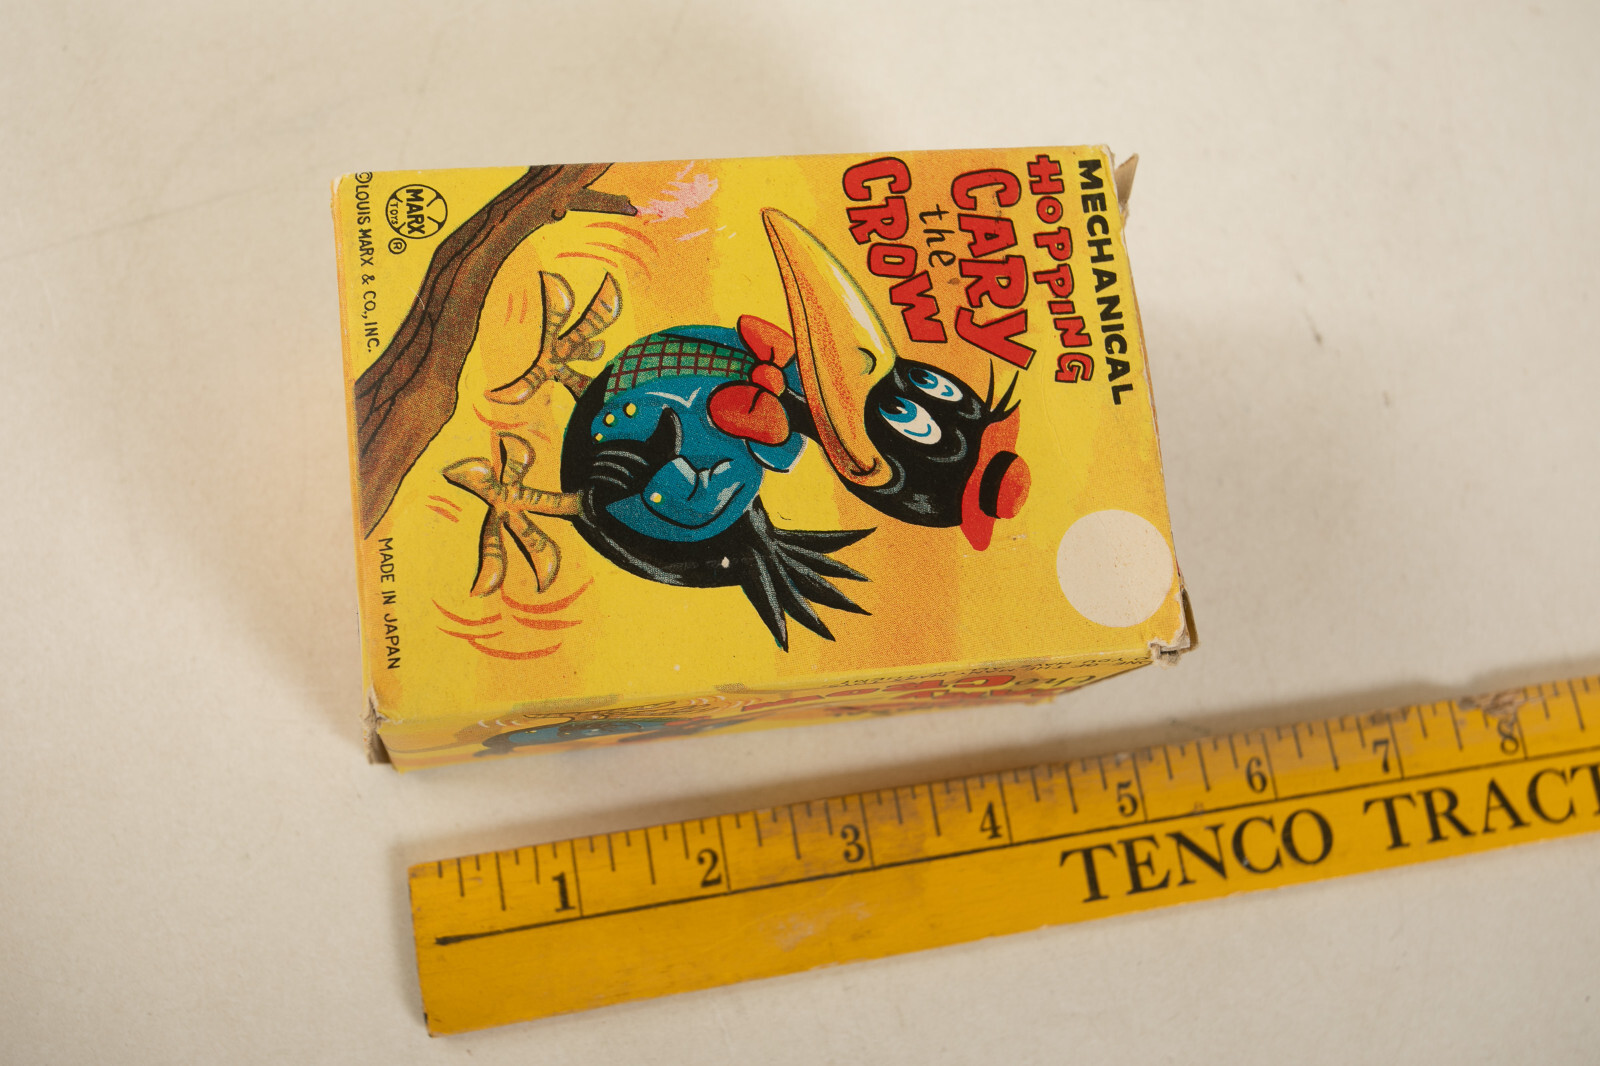 MECHANICAL
HOPPING
CARY
the
CROW
MARX
TOYS
®
© LOUIS MARX & CO., INC.
MADE IN JAPAN
1 2 3 4 5 6 7 8
TENCO TRACT